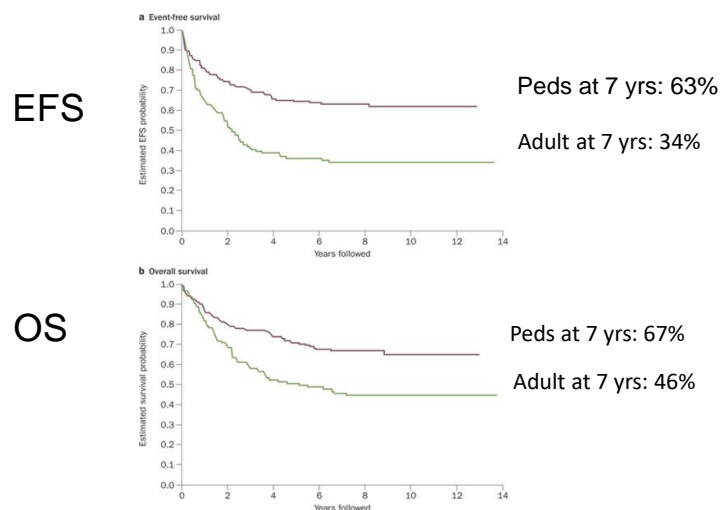 a Event-free survival
EFS
Estimated EFS probability
1.0
0.9
0.8
0.7
0.6
0.5
0.4
0.3
0.2
0.1
0.0
0 2 4 6 8 10 12 14
Years followed
Peds at 7 yrs: 63%
Adult at 7 yrs: 34%
b Overall survival
OS
Estimated survival probability
1.0
0.9
0.8
0.7
0.6
0.5
0.4
0.3
0.2
0.1
0.0
0 2 4 6 8 10 12 14
Years followed
Peds at 7 yrs: 67%
Adult at 7 yrs: 46%